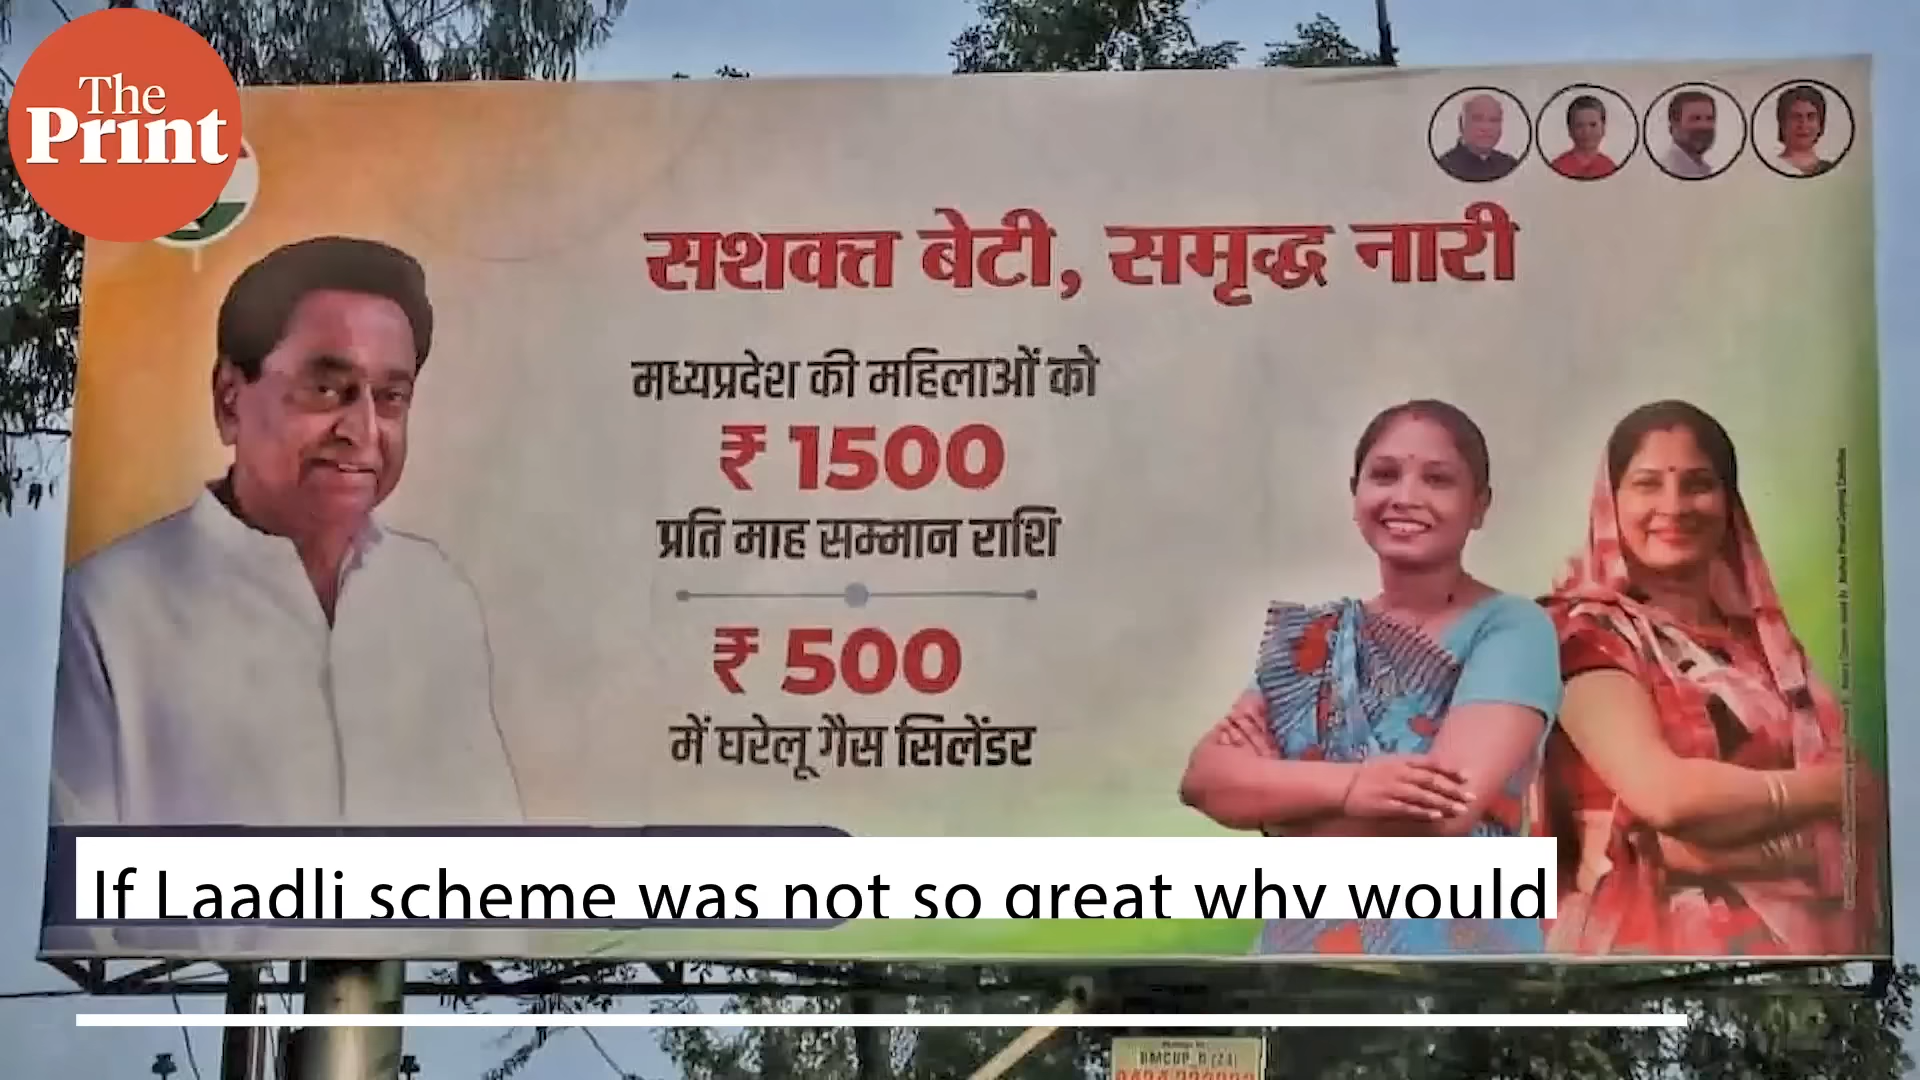 The
Print
सशक्त बेटी, समृद्ध नारी
मध्यप्रदेश की महिलाओं को
₹ 1500
प्रति माह सम्मान राशि
₹ 500
में घरेलू गैस सिलेंडर
If Laadli scheme was not so great why would